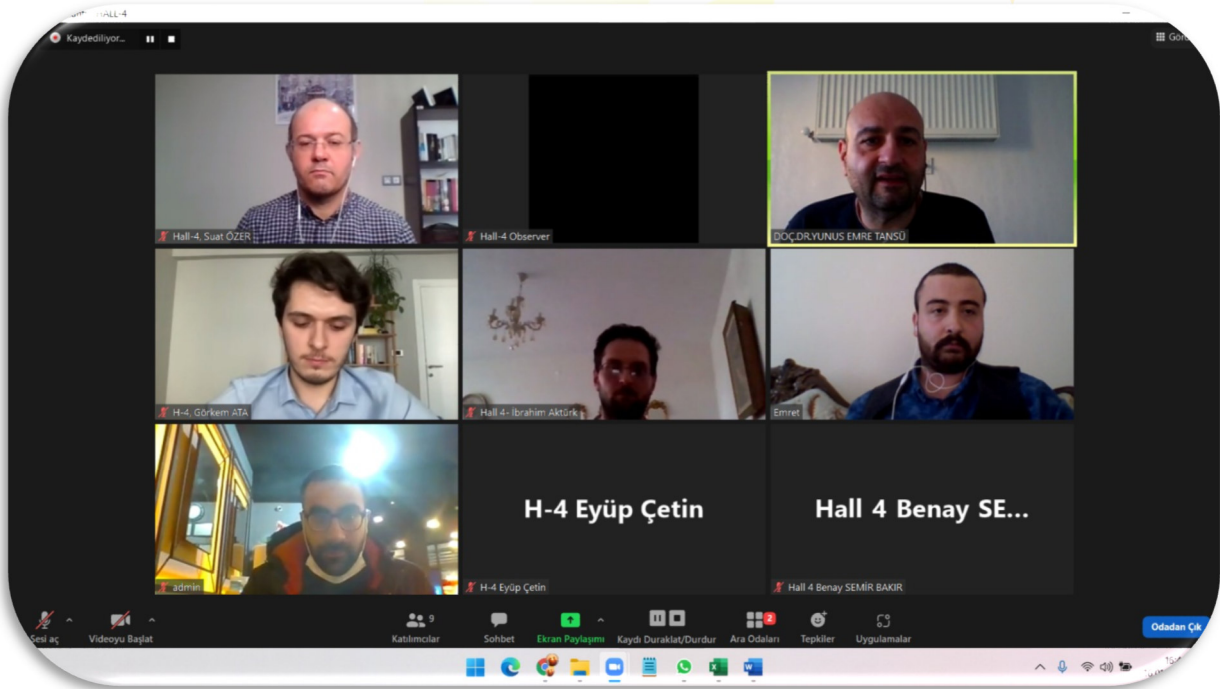 HALL-4
Kaydediliyor...
Hall-4, Suat ÖZER
Hall-4 Observer
DOÇ.DR.YUNUS EMRE TANSÜ
H-4, Görkem ATA
Hall 4- İbrahim Aktürk
Emret
admin
H-4 Eyüp Çetin
H-4 Eyüp Çetin
Hall 4 Benay SE...
Hall 4 Benay SEMİR BAKIR
Sesi aç
Videoyu Başlat
9
Katılımcılar
Sohbet
Ekran Paylaşımı
Kaydı Duraklat/Durdur
2
Ara Odaları
Tepkiler
Uygulamalar
Odadan Çık